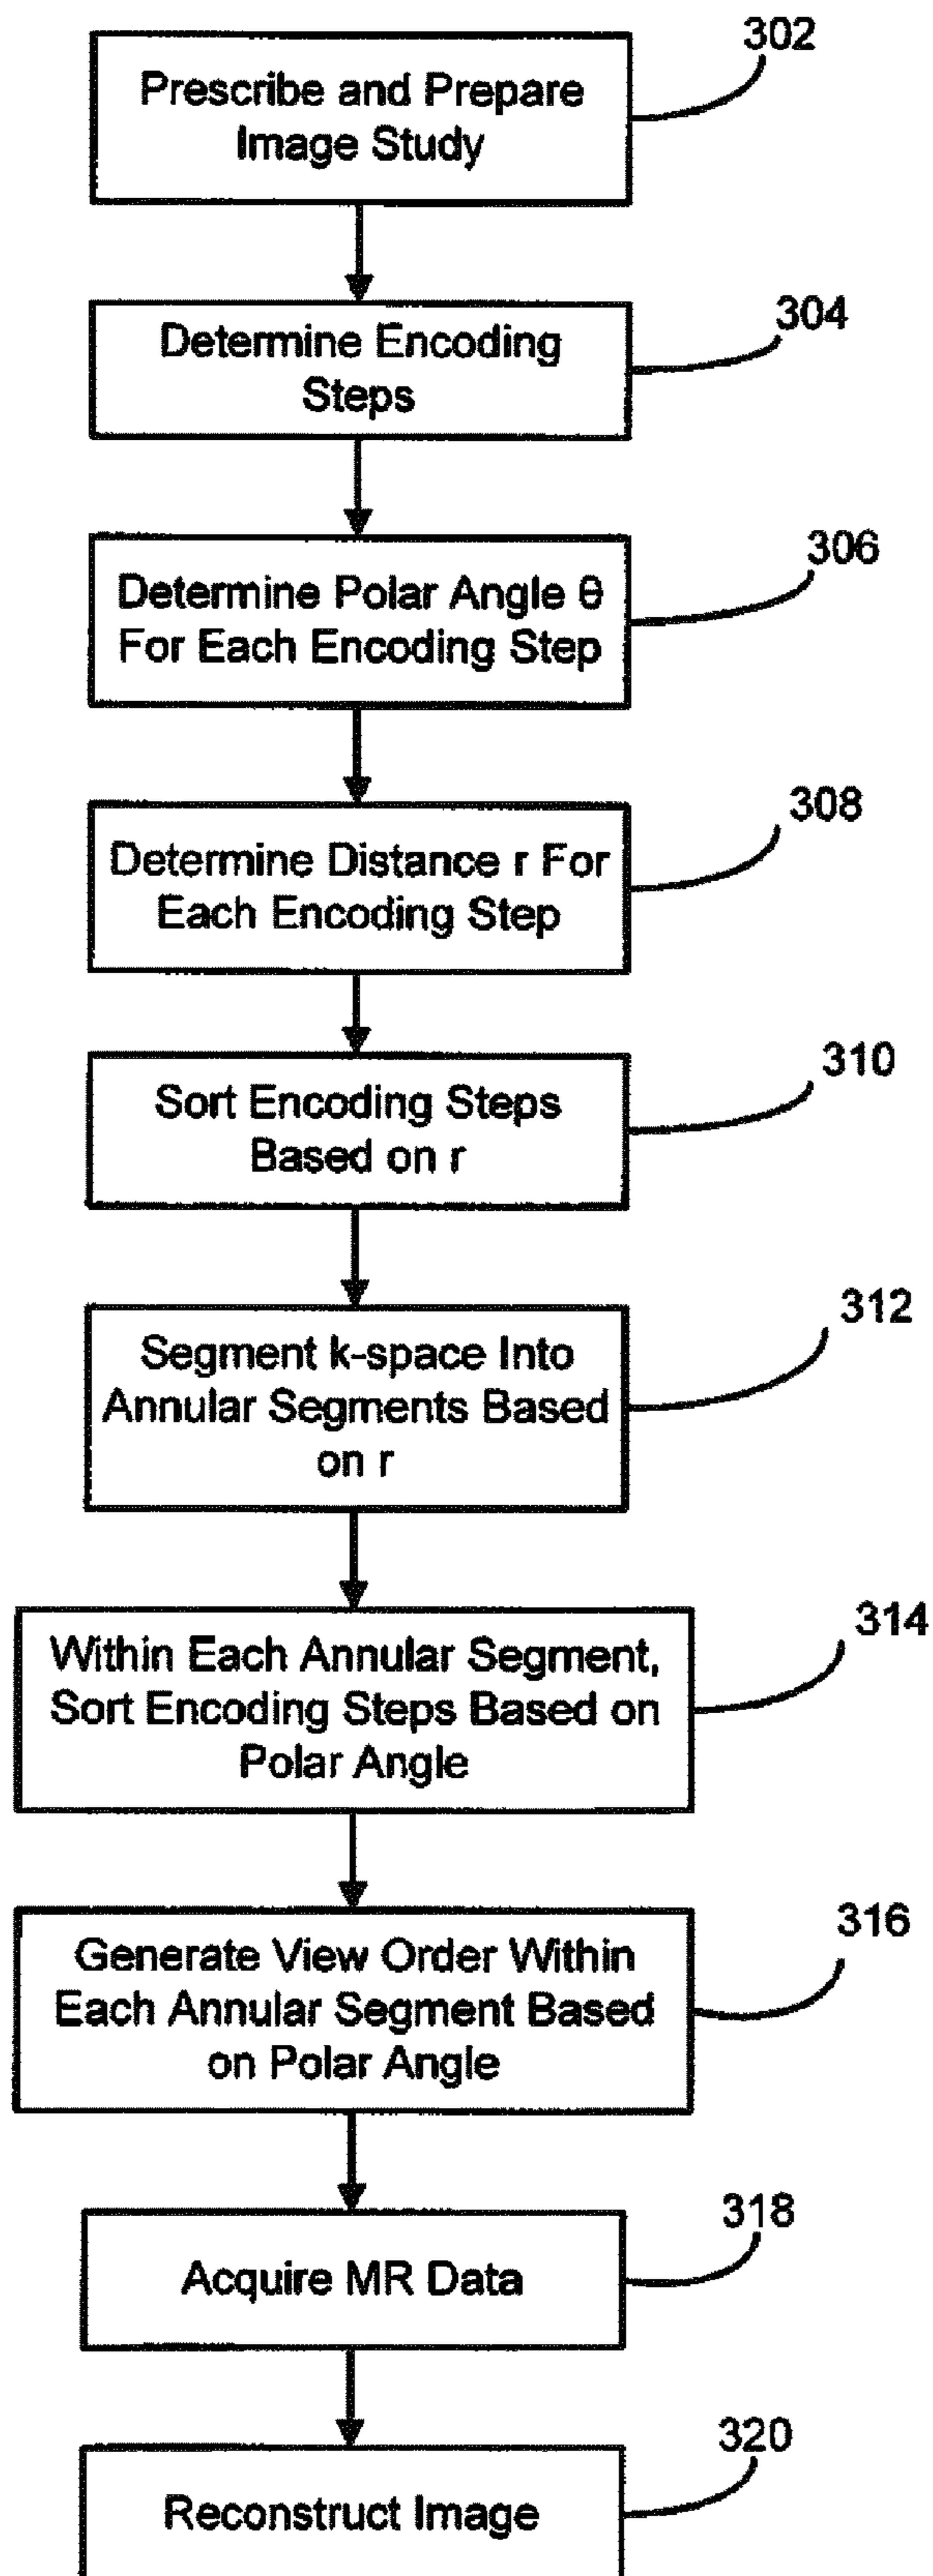 302
Prescribe and Prepare
Image Study
304
Determine Encoding
Steps
306
Determine Polar Angle θ
For Each Encoding Step
308
Determine Distance r For
Each Encoding Step
310
Sort Encoding Steps
Based on r
312
Segment k-space Into
Annular Segments Based
on r
314
Within Each Annular Segment,
Sort Encoding Steps Based on
Polar Angle
316
Generate View Order Within
Each Annular Segment Based
on Polar Angle
318
Acquire MR Data
320
Reconstruct Image